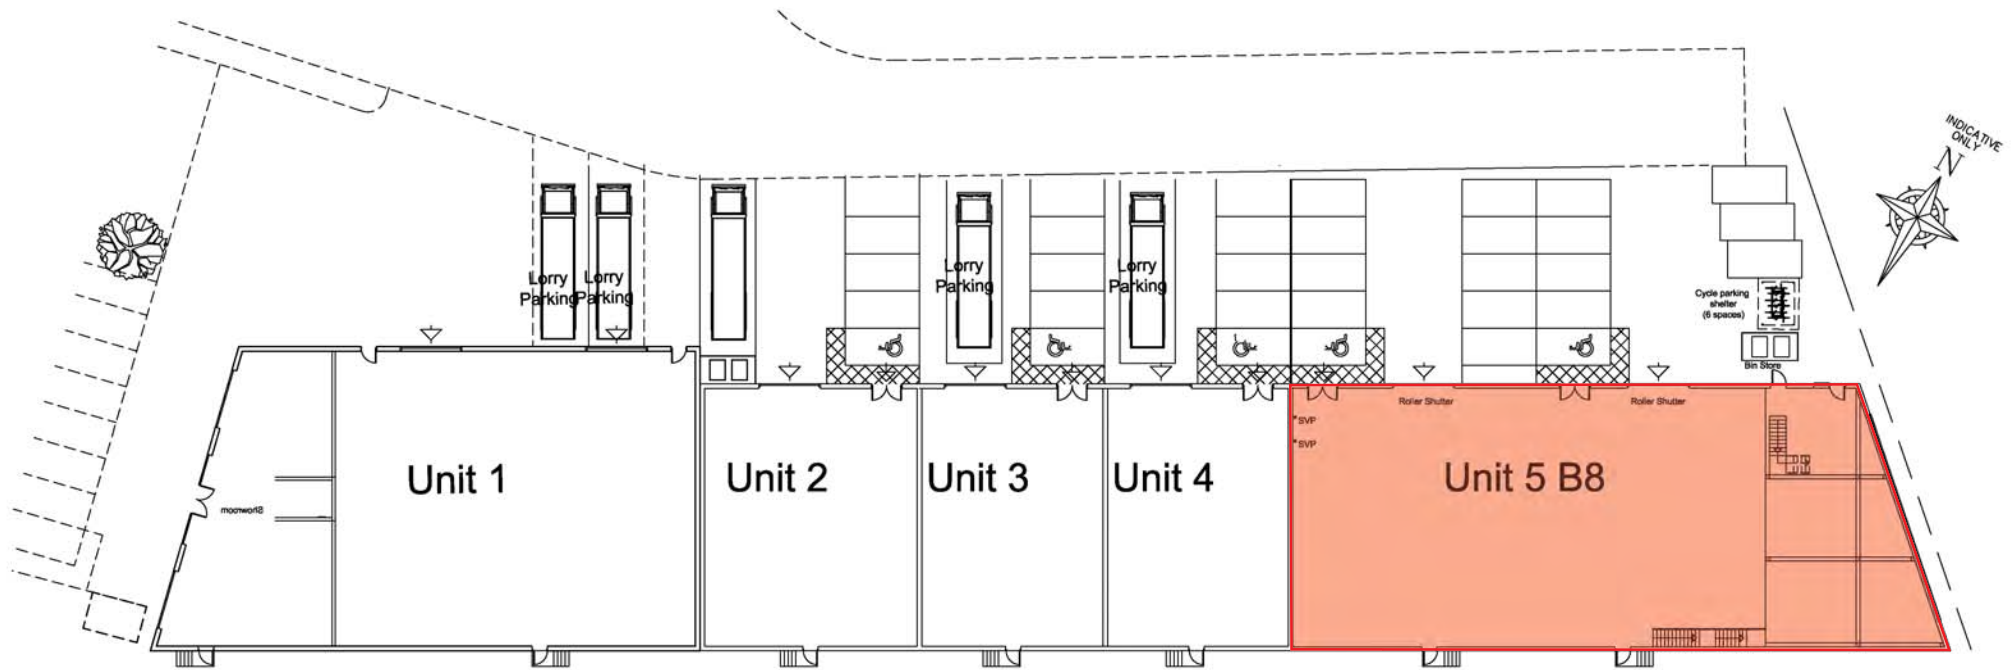 INDICATIVE
ONLY
N
Lorry
Parking
Lorry
Parking
Lorry
Parking
Lorry
Parking
Cycle parking
shelter
(6 spaces)
Bin Store
Roller Shutter
Roller Shutter
SVP
SVP
Unit 1
Unit 2
Unit 3
Unit 4
Unit 5 B8
Showroom